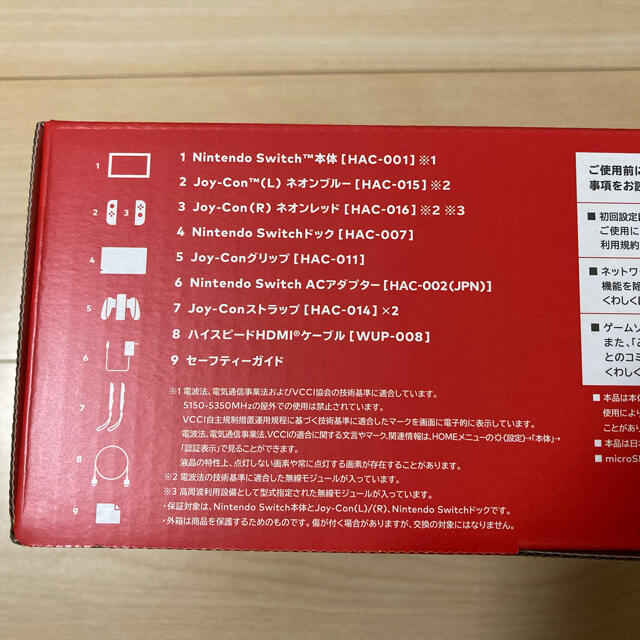 1 Nintendo Switch™本体 [HAC-001] ※1
2 Joy-Con™(L) ネオンブルー [HAC-015] ※2
3 Joy-Con(R) ネオンレッド [HAC-016] ※2 ※3
4 Nintendo Switchドック [HAC-007]
5 Joy-Conグリップ [HAC-011]
6 Nintendo Switch ACアダプター [HAC-002(JPN)]
7 Joy-Conストラップ [HAC-014] ×2
8 ハイスピードHDMI®ケーブル [WUP-008]
9 セーフティーガイド
※1 電波法、電気通信事業法およびVCCI協会の技術基準に適合しています。
5150-5350MHzの屋外での使用は禁止されています。
VCCI自主規制措置運用規程に基づく技術基準に適合したマークを画面に電子的に表示しています。
電波法、電気通信事業法、VCCIの適合に関する文言やマーク、関連情報は、HOMEメニューの(設定)→「本体」→
「認証表示」で見ることができます。
液晶の特性上、点灯しない画素や常に点灯する画素が存在することがあります。
※2 電波法の技術基準に適合した無線モジュールが入っています。
※3 高周波利用設備として型式指定された無線モジュールが入っています。
・保証対象は、Nintendo Switch本体とJoy-Con(L)/(R)、Nintendo Switchドックです。
・外箱は商品を保護するためのものです。傷が付く場合がありますが、交換の対象にはなりません。
1
2 3
4
5
6
7
8
9
ご使用前に
事項をお読
■ 初回設定
ご使用に
利用規約
■ ネットワー
機能を除
くわしくは
■ ゲームソ
また、「
とのコミ
くわしく
■ 本品は本体
使用により
ことがあり
■ 本品は日本
■ microSD